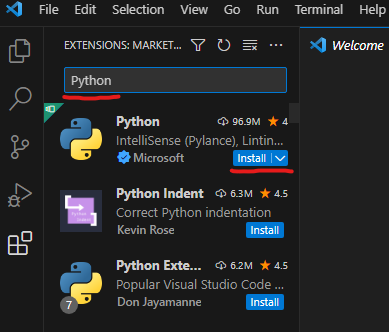 File Edit Selection View Go Run Terminal Help
EXTENSIONS: MARKET...
Welcome
Python
Python 96.9M 4
IntelliSense (Pylance), Lintin...
Microsoft Install
Python Indent 6.3M 4.5
Correct Python indentation
Kevin Rose Install
Python Exte... 6.2M 4.5
Popular Visual Studio Code ...
7 Don Jayamanne Install